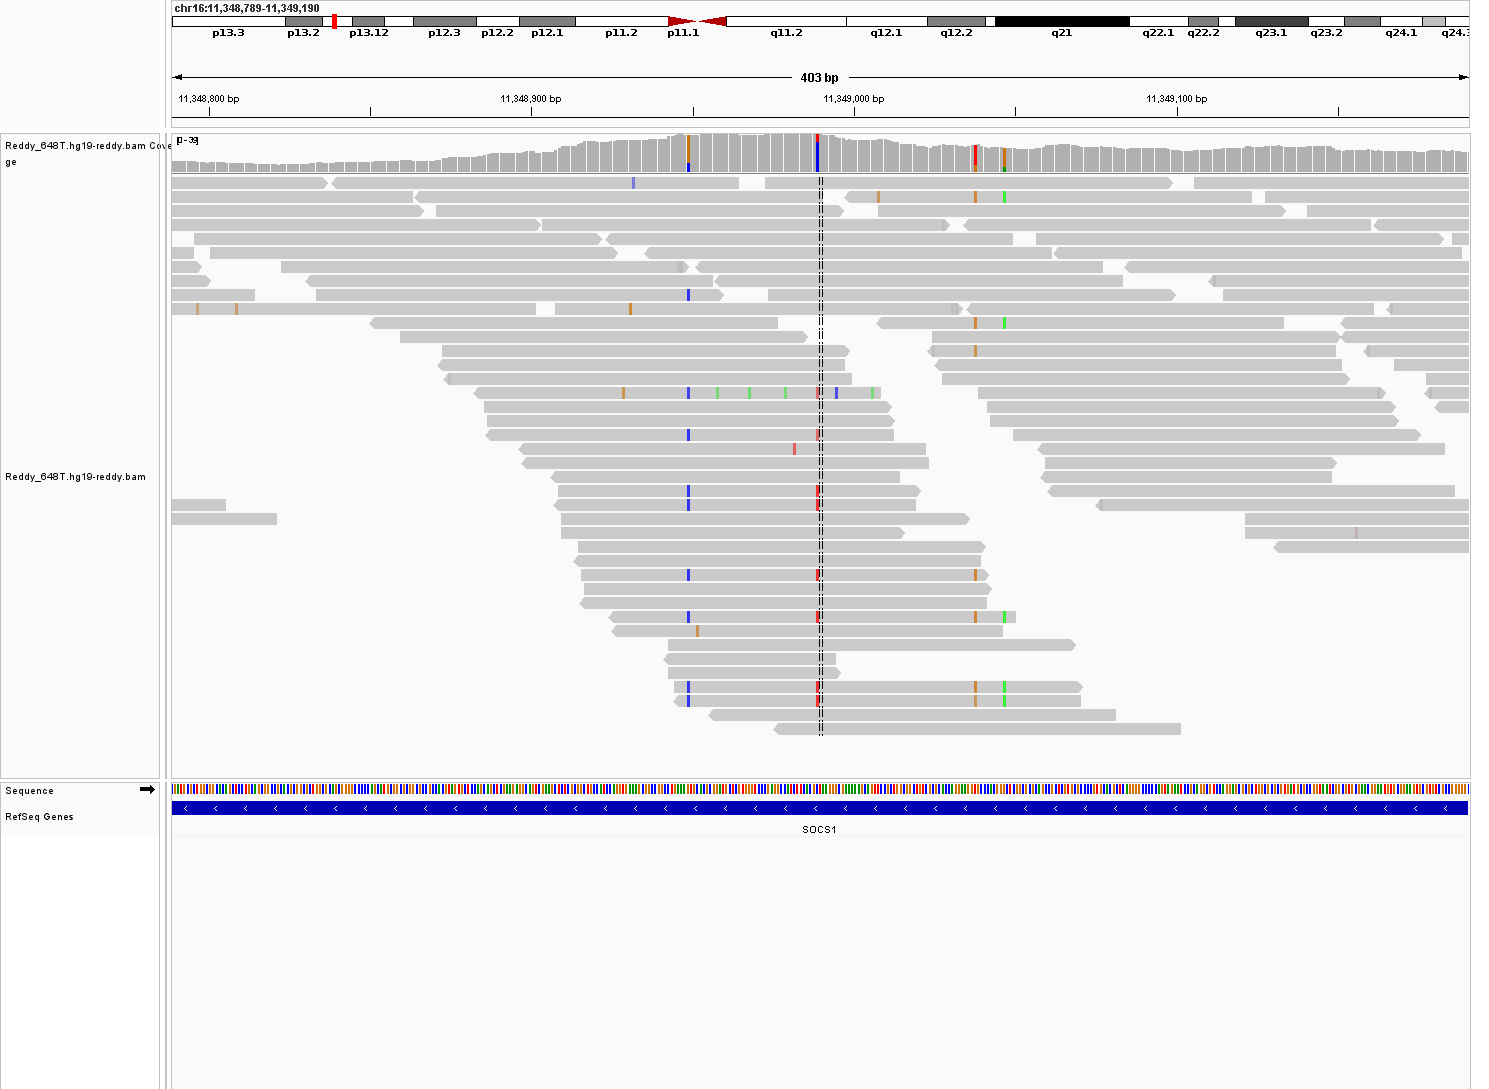 chr16:11,348,789-11,349,190
p13.3 p13.2 p13.12 p12.3 p12.2 p12.1 p11.2 p11.1 q11.2 q12.1 q12.2 q21 q22.1 q22.2 q23.1 q23.2 q24.1
403 bp
11,348,800 bp 11,348,900 bp 11,349,000 bp 11,349,100 bp
Reddy_648T.hg19-reddy.bam Cove
ge
[0-39]
Reddy_648T.hg19-reddy.bam
Sequence
RefSeq Genes
SOCS1